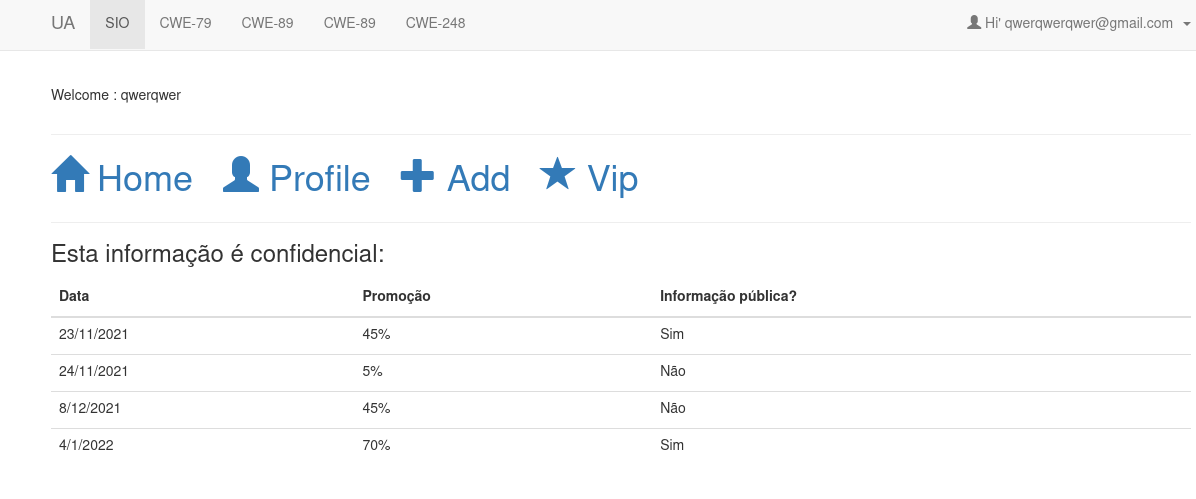 UA SIO CWE-79 CWE-89 CWE-89 CWE-248 Hi' qwerqwerqwer@gmail.com
Welcome : qwerqwer
Home Profile Add Vip
Esta informação é confidencial:
Data Promoção Informação pública?
23/11/2021 45% Sim
24/11/2021 5% Não
8/12/2021 45% Não
4/1/2022 70% Sim